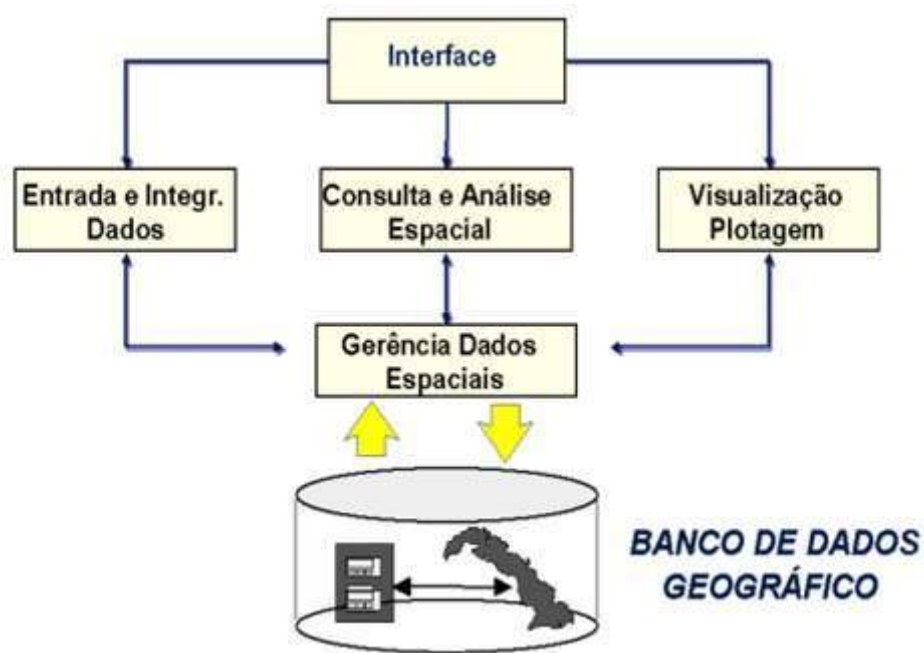 Interface
Entrada e Integr.
Dados
Consulta e Análise
Espacial
Visualização
Plotagem
Gerência Dados
Espaciais
BANCO DE DADOS
GEOGRÁFICO